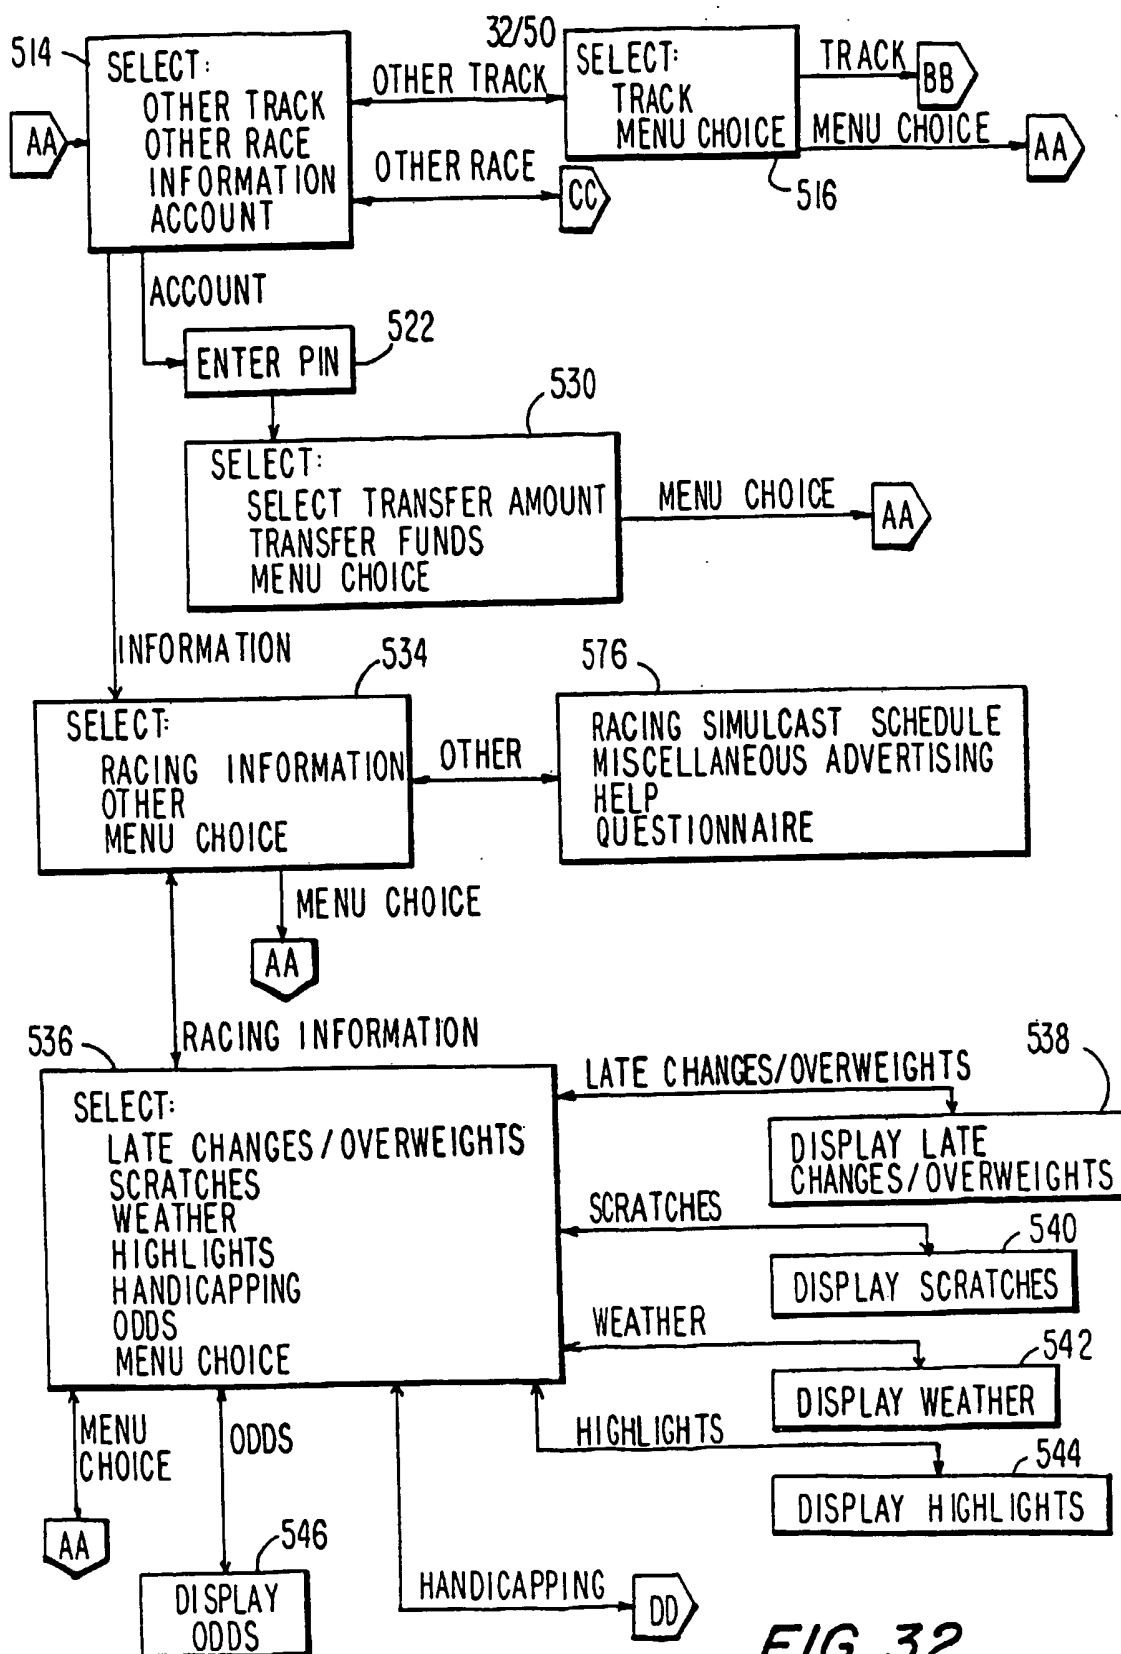 514
SELECT:
OTHER TRACK
OTHER RACE
INFORMATION
ACCOUNT
AA
OTHER TRACK
32/50
SELECT:
TRACK
MENU CHOICE
TRACK
BB
MENU CHOICE
AA
516
OTHER RACE
CC
ACCOUNT
ENTER PIN
522
530
SELECT:
SELECT TRANSFER AMOUNT
TRANSFER FUNDS
MENU CHOICE
MENU CHOICE
AA
INFORMATION
534
SELECT:
RACING INFORMATION
OTHER
MENU CHOICE
OTHER
576
RACING SIMULCAST SCHEDULE
MISCELLANEOUS ADVERTISING
HELP
QUESTIONNAIRE
MENU CHOICE
AA
RACING INFORMATION
536
SELECT:
LATE CHANGES/OVERWEIGHTS
SCRATCHES
WEATHER
HIGHLIGHTS
HANDICAPPING
ODDS
MENU CHOICE
LATE CHANGES/OVERWEIGHTS
538
DISPLAY LATE
CHANGES/OVERWEIGHTS
SCRATCHES
540
DISPLAY SCRATCHES
WEATHER
542
DISPLAY WEATHER
HIGHLIGHTS
544
DISPLAY HIGHLIGHTS
MENU
CHOICE
AA
ODDS
546
DISPLAY
ODDS
HANDICAPPING
DD
FIG. 32